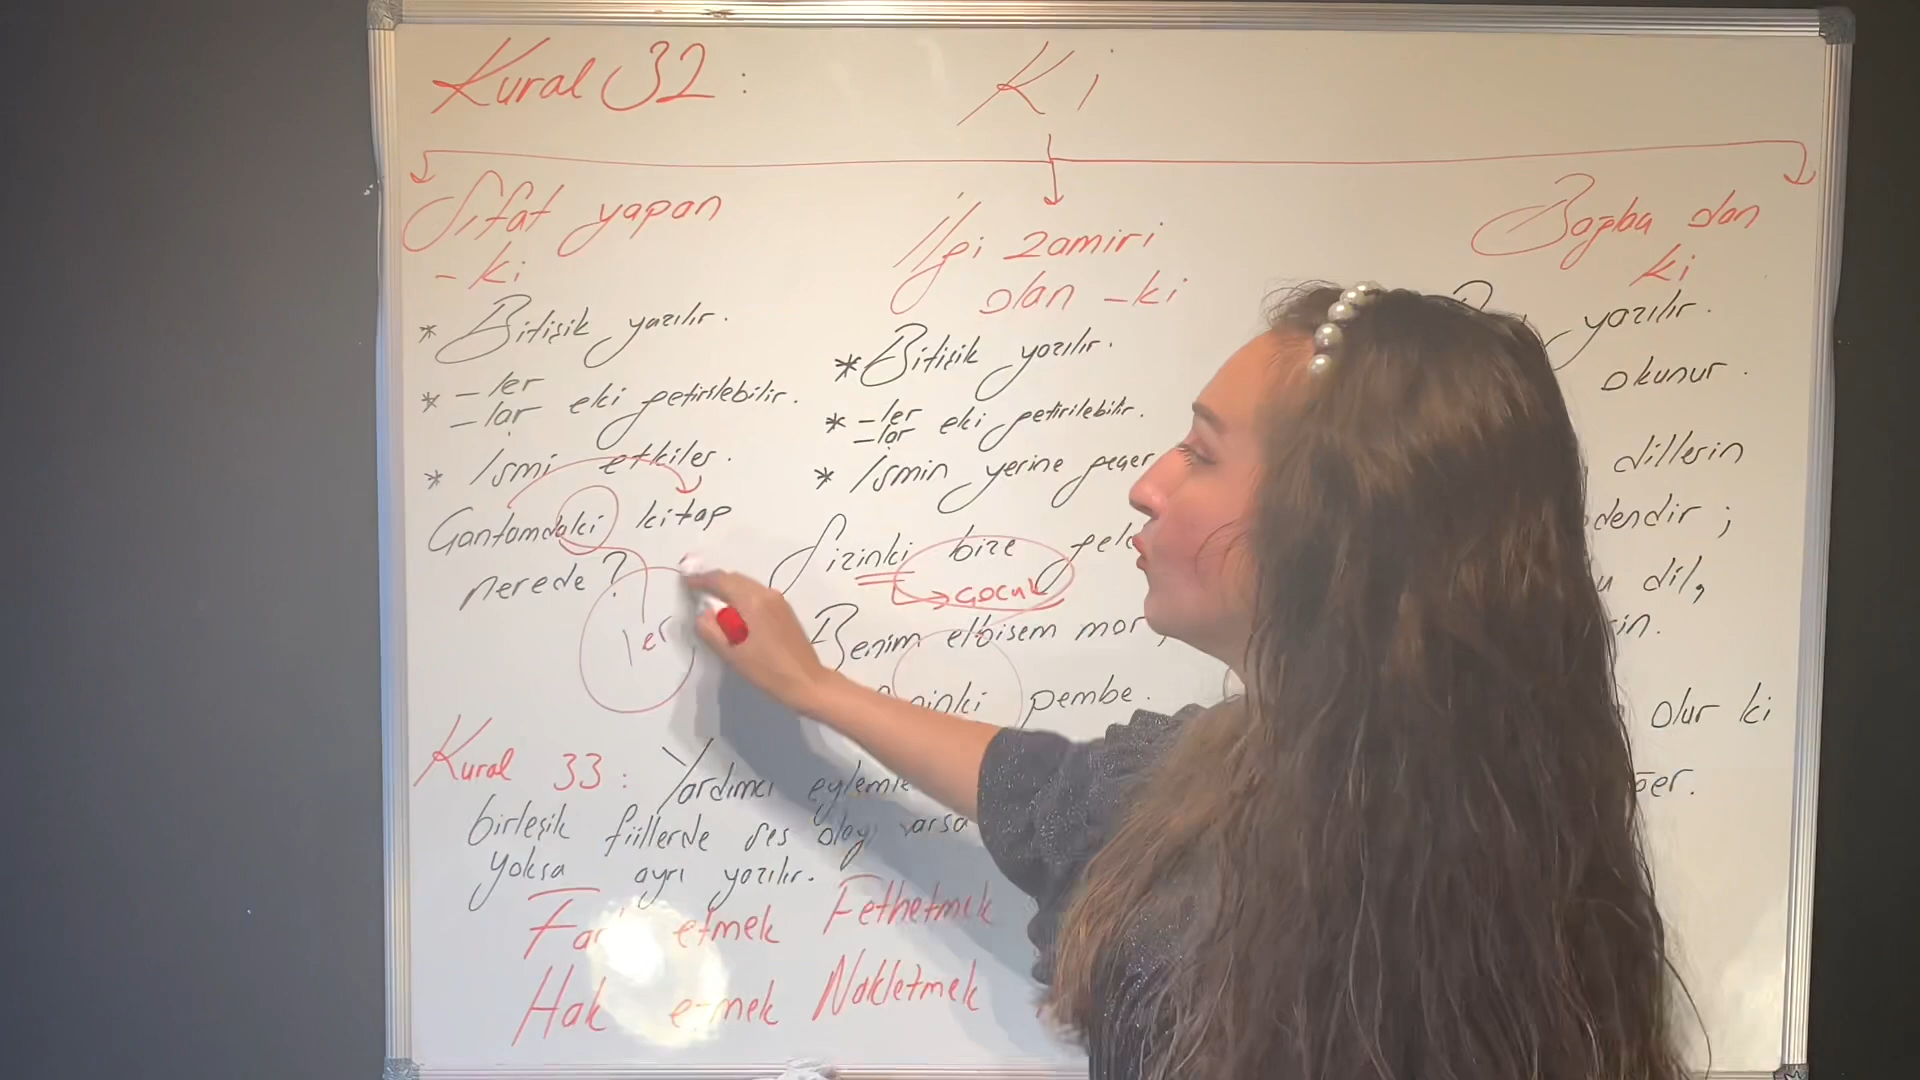 Kural 32 : Ki
Sıfat yapan
-ki
* Bitişik yazılır.
* -ler
-lar eki getirilebilir.
* İsmi etkiler.
Çantamdaki kitap
nerede?
ler
İlgi zamiri
olan -ki
* Bitişik yazılır.
* -ler
-lar eki getirilebilir.
* İsmin yerine geçer
Sizinki bize
→ çocuk
Benim elbisem mor
pembe.
Bağlaç olan
ki
yazılır.
okunur.
dillerin
dendir ;
dil,
olur ki
Kural 33 : Yardımcı
birleşik fiillerde ses olayı varsa
yoksa ayrı yazılır.
etmek Fethetmek
Hak Nakletmek